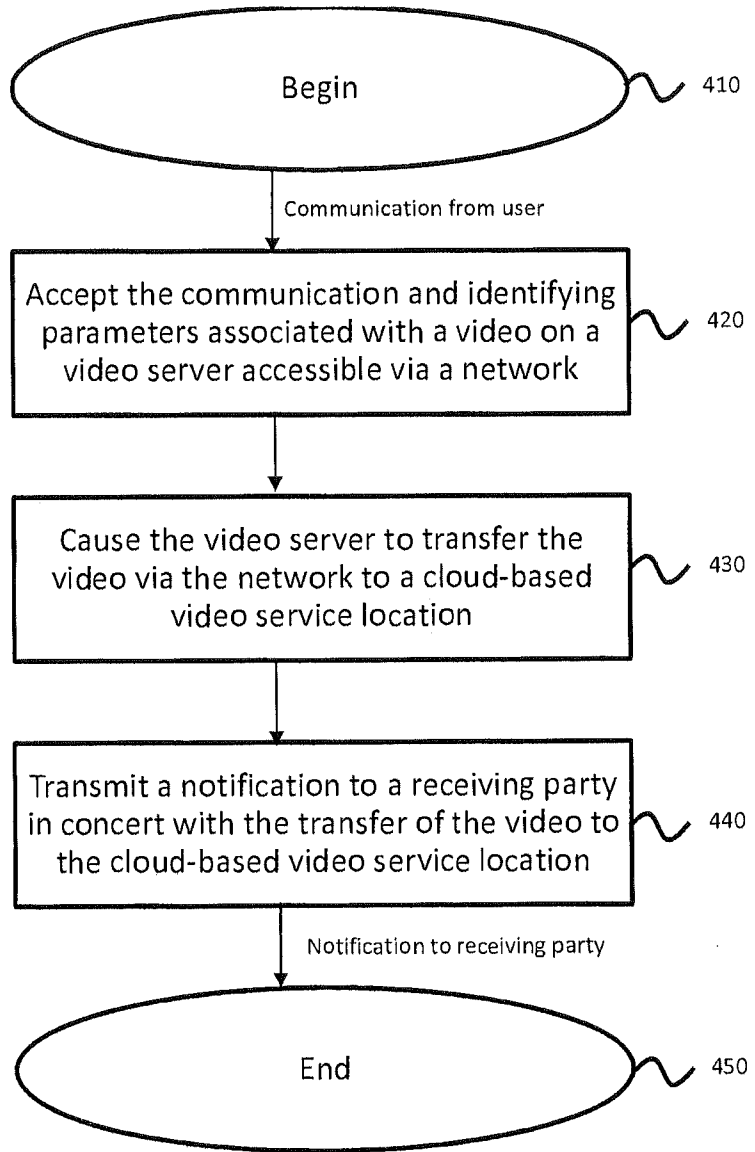 Begin
410
Communication from user
Accept the communication and identifying
parameters associated with a video on a
video server accessible via a network
420
Cause the video server to transfer the
video via the network to a cloud-based
video service location
430
Transmit a notification to a receiving party
in concert with the transfer of the video to
the cloud-based video service location
440
Notification to receiving party
End
450